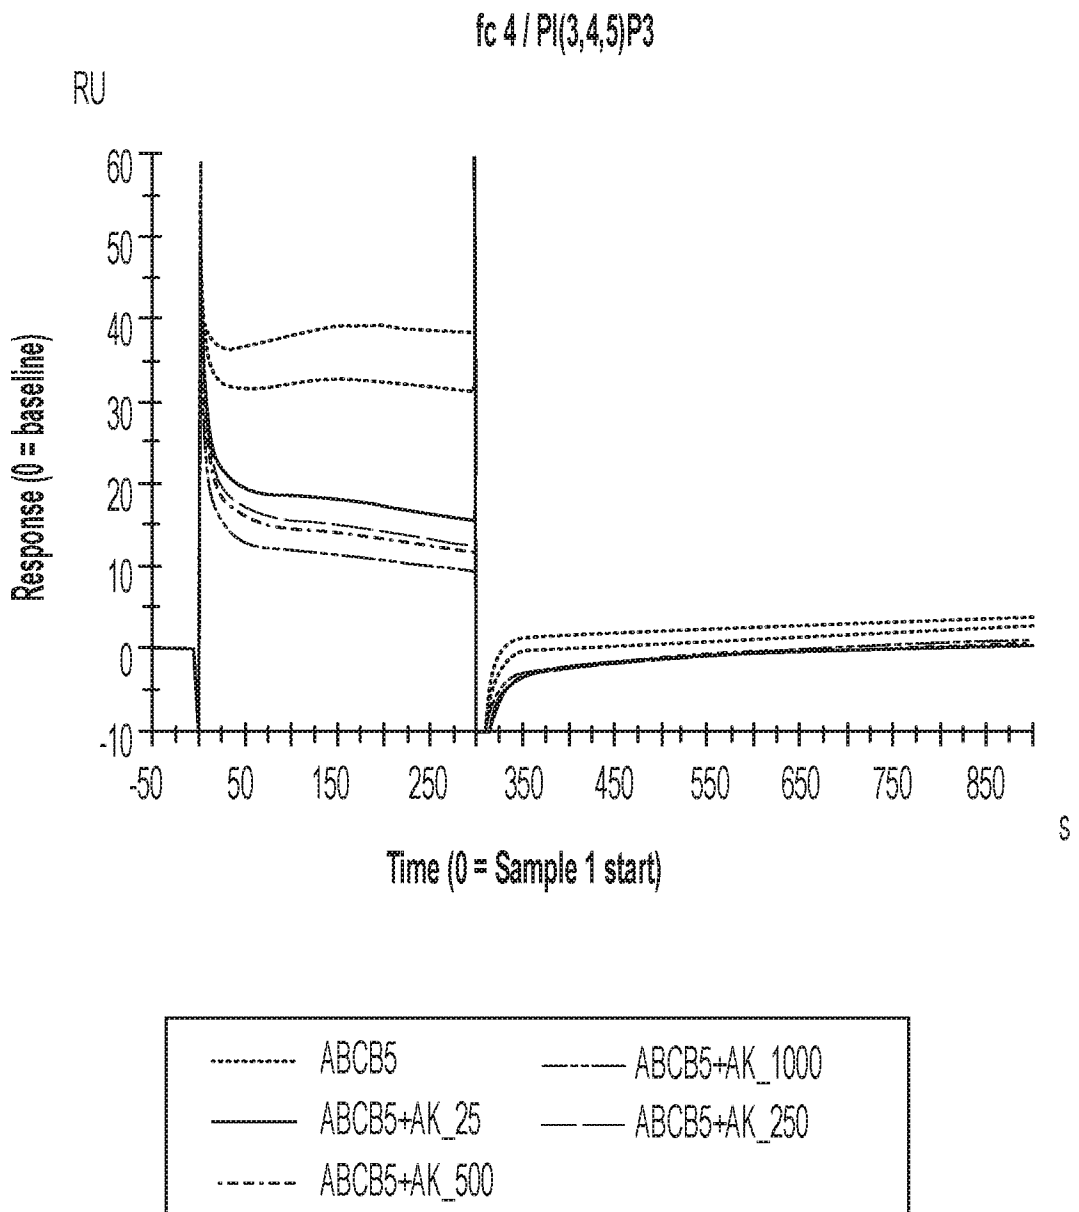 fc 4 / PI(3,4,5)P3
RU
60
50
40
30
20
10
0
-10
Response (0 = baseline)
-50 50 150 250 350 450 550 650 750 850
s
Time (0 = Sample 1 start)
ABCB5 ABCB5+AK_1000
ABCB5+AK_25 ABCB5+AK_250
ABCB5+AK_500